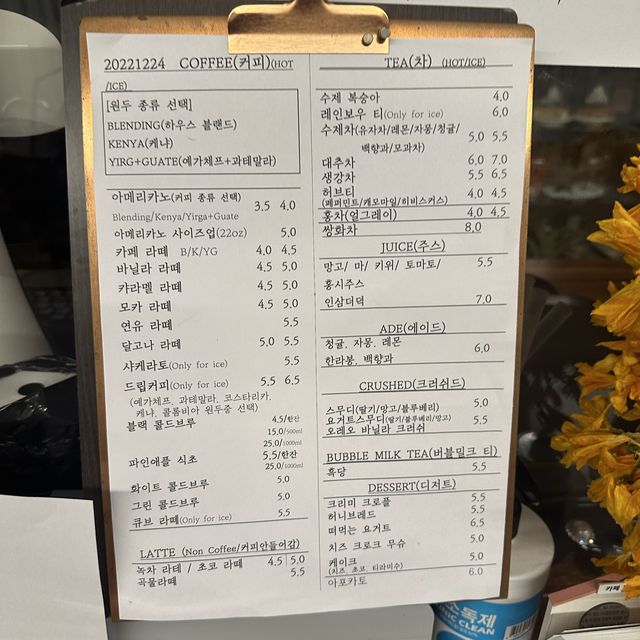 20221224 COFFEE(커피)(HOT
/ICE)
[원두 종류 선택]
BLENDING(하우스 블랜드)
KENYA(케냐)
YIRG+GUATE(예가체프+과테말라)
아메리카노(커피 종류 선택)
Blending/Kenya/Yirga+Guate 3.5 4.0
아메리카노 사이즈업(22oz) 5.0
카페 라떼 B/K/YG 4.0 4.5
바닐라 라떼 4.5 5.0
캬라멜 라떼 4.5 5.0
모카 라떼 4.5 5.0
연유 라떼 5.5
달고나 라떼 5.0 5.5
샤케라토(Only for ice) 5.5
드립커피(Only for ice) 5.5 6.5
(예가체프, 과테말라, 코스타리카,
케냐, 콜롬비아 원두중 선택)
블랙 콜드브루 4.5/한잔
15.0/500ml
25.0/1000ml
파인애플 식초 5.5/한잔
25.0/1000ml
화이트 콜드브루 5.0
그린 콜드브루 5.0
큐브 라떼(Only for ice) 5.5
LATTE (Non Coffee/커피안들어감)
녹차 라테 / 초코 라떼 4.5 5.0
곡물라떼 5.5
TEA(차) (HOT/ICE)
수제 복숭아 4.0
레인보우 티(Only for ice) 6.0
수제차(유자차/레몬/자몽/청귤/
백향과/모과차) 5.0 5.5
대추차 6.0 7.0
생강차 5.5 6.5
허브티 4.0 4.5
(페퍼민트/캐모마일/히비스커스)
홍차(얼그레이) 4.0 4.5
쌍화차 8.0
JUICE(주스)
망고/ 마/ 키위/ 토마토/ 5.5
홍시주스
인삼더덕 7.0
ADE(에이드)
청귤, 자몽, 레몬 6.0
한라봉, 백향과
CRUSHED(크러쉬드)
스무디(딸기/망고/블루베리) 5.0
요거트스무디(딸기/블루베리/망고) 5.5
오레오 바닐라 크러쉬
BUBBLE MILK TEA(버블밀크 티)
흑당 5.5
DESSERT(디저트)
크리미 크로플 5.5
허니브레드 5.5
떠먹는 요거트 6.5
치즈 크로크 무슈 5.0
케이크 5.0
(치즈, 초코, 티라미수)
아포카토 6.0
소독제
CLEAN
카페